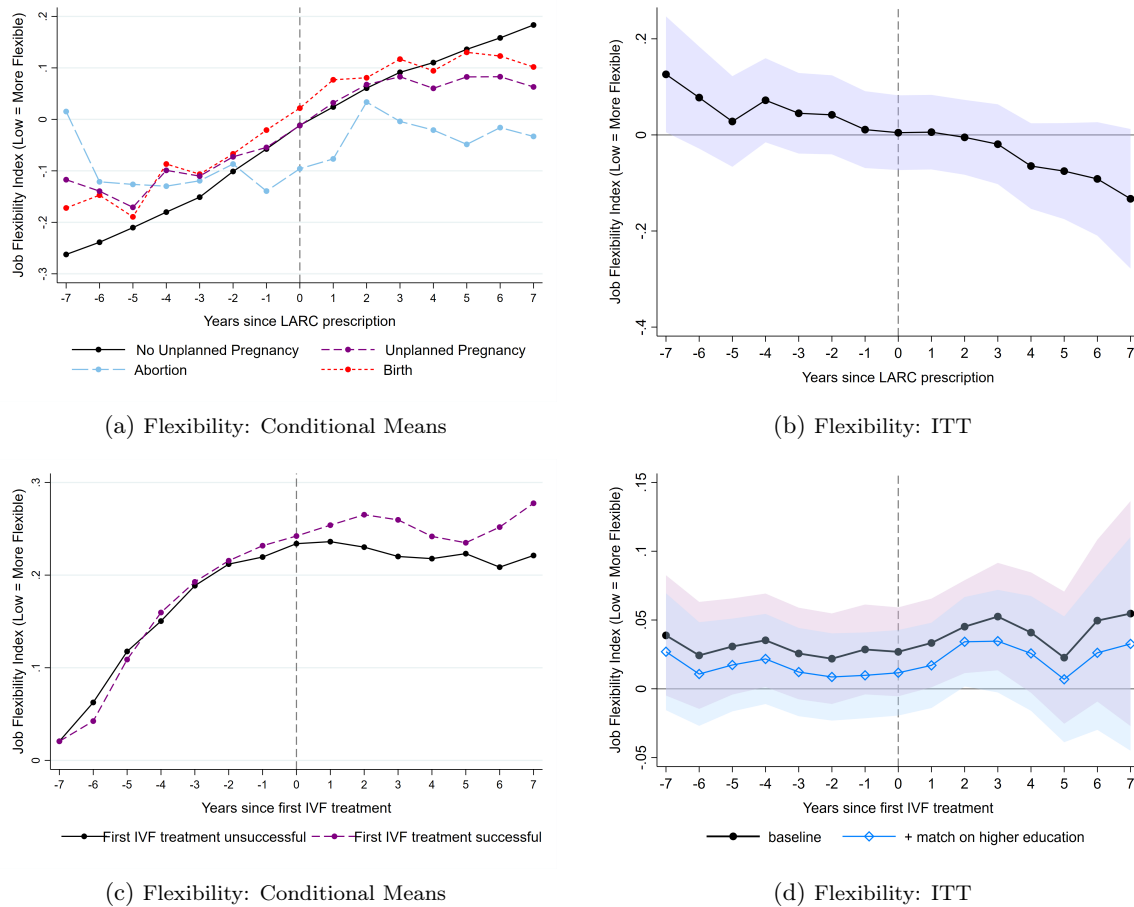 Job Flexibility Index (Low = More Flexible)
.2
.1
0
-.1
-.2
-.3
-7 -6 -5 -4 -3 -2 -1 0 1 2 3 4 5 6 7
Years since LARC prescription
No Unplanned Pregnancy Unplanned Pregnancy
Abortion Birth
(a) Flexibility: Conditional Means
Job Flexibility Index (Low = More Flexible)
.2
0
-.2
-.4
-7 -6 -5 -4 -3 -2 -1 0 1 2 3 4 5 6 7
Years since LARC prescription
(b) Flexibility: ITT
Job Flexibility Index (Low = More Flexible)
.3
.2
.1
0
-7 -6 -5 -4 -3 -2 -1 0 1 2 3 4 5 6 7
Years since first IVF treatment
First IVF treatment unsuccessful First IVF treatment successful
(c) Flexibility: Conditional Means
Job Flexibility Index (Low = More Flexible)
.15
.1
.05
0
-.05
-7 -6 -5 -4 -3 -2 -1 0 1 2 3 4 5 6 7
Years since first IVF treatment
baseline + match on higher education
(d) Flexibility: ITT